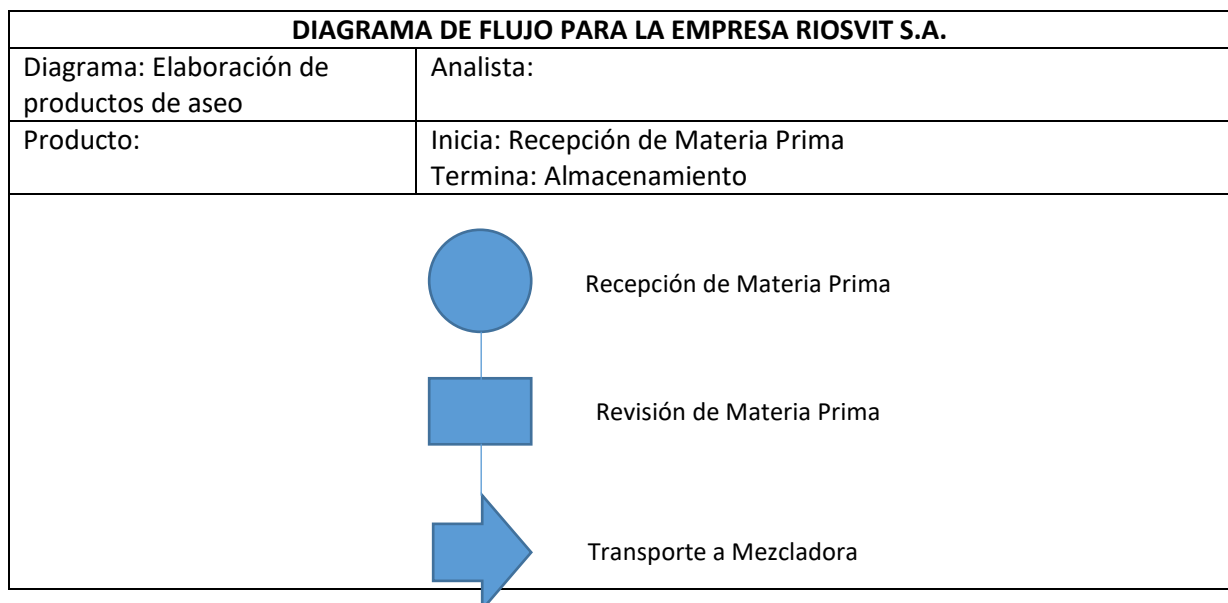 DIAGRAMA DE FLUJO PARA LA EMPRESA RIOSVIT S.A.
Diagrama: Elaboración de
productos de aseo
Analista:
Producto:
Inicia: Recepción de Materia Prima
Termina: Almacenamiento
Recepción de Materia Prima
Revisión de Materia Prima
Transporte a Mezcladora